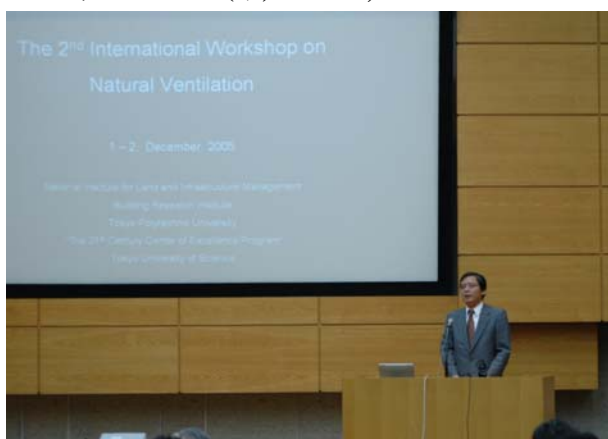 The 2nd International Workshop on
Natural Ventilation
1 – 2, December, 2005
National Institute for Land and Infrastructure Management
Building Research Institute
Tokyo Polytechnic University
"The 21st Century Center of Excellence Program"
Tokyo University of Science